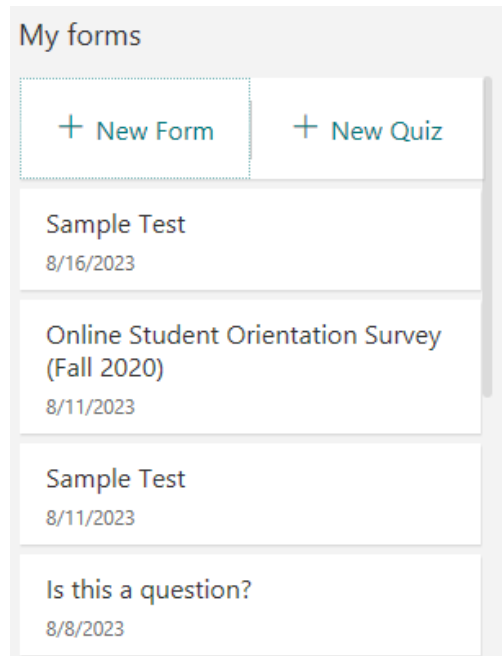 My forms
+ New Form
+ New Quiz
Sample Test
8/16/2023
Online Student Orientation Survey
(Fall 2020)
8/11/2023
Sample Test
8/11/2023
Is this a question?
8/8/2023